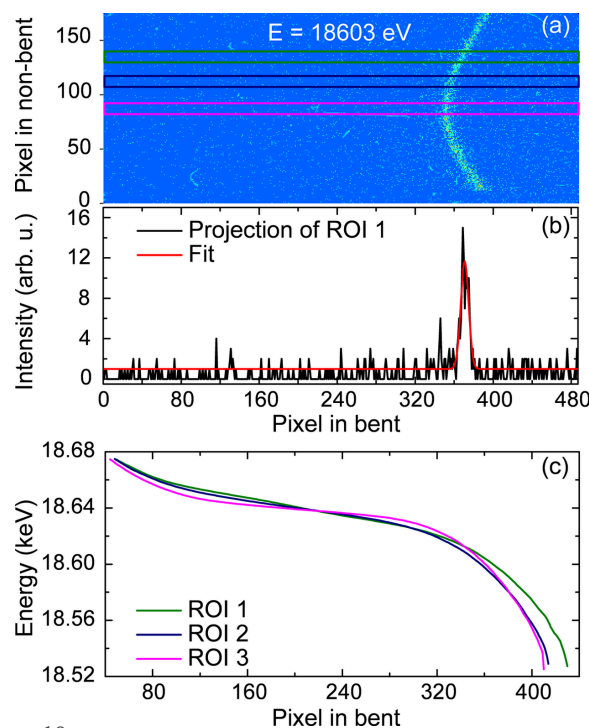 (a)
E = 18603 eV
Pixel in non-bent
150
100
50
0
(b)
Projection of ROI 1
Fit
Intensity (arb. u.)
16
12
8
4
0
0 80 160 240 320 400 480
Pixel in bent
(c)
Energy (keV)
18.68
18.64
18.60
18.56
18.52
ROI 1
ROI 2
ROI 3
80 160 240 320 400
Pixel in bent